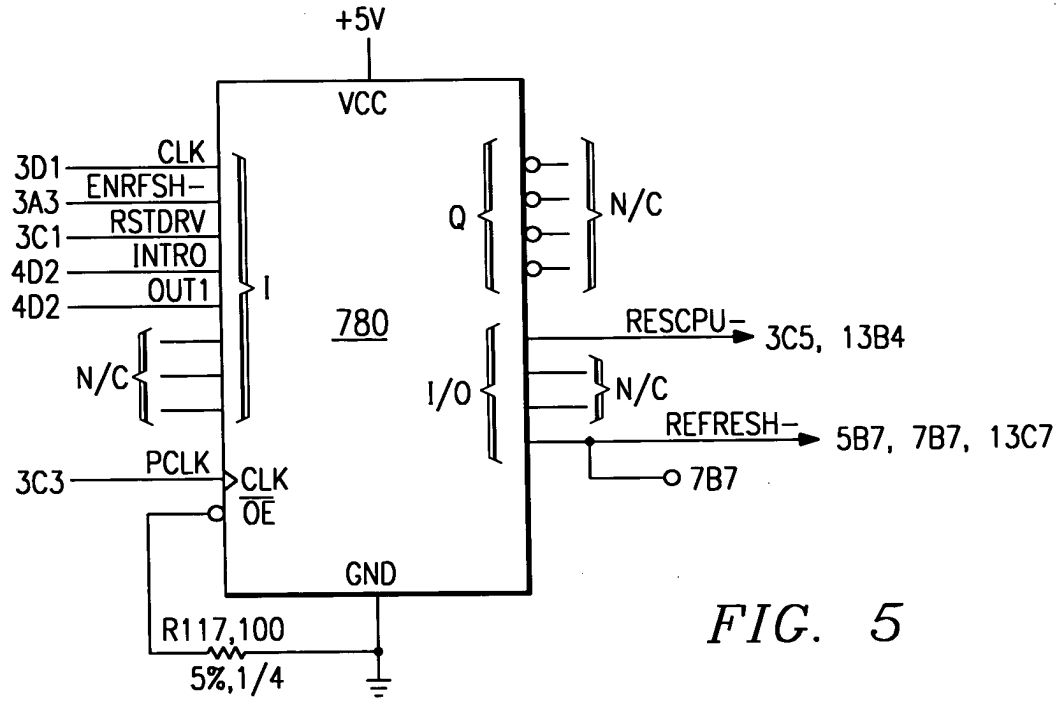 +5V
VCC
3D1 CLK
3A3 ENRFSH-
3C1 RSTDRV
4D2 INTRO
4D2 OUT1
I
N/C
Q
N/C
780
RESCPU- 3C5, 13B4
I/O
N/C
REFRESH- 5B7, 7B7, 13C7
7B7
3C3 PCLK CLK
OE
GND
R117,100
5%,1/4
FIG. 5